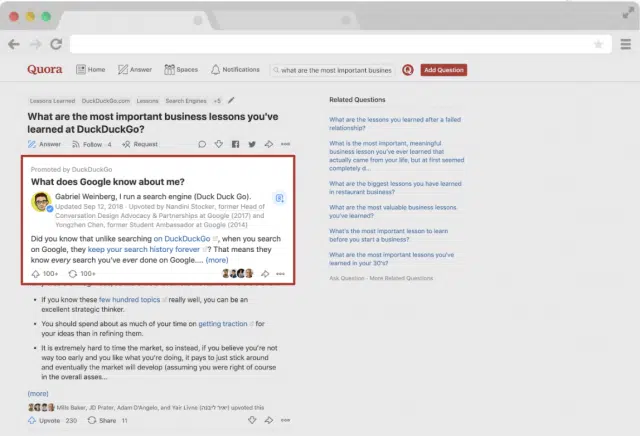 Quora
Home
Answer
Spaces
Notifications
what are the most important busines
Add Question
Lessons Learned DuckDuckGo.com Lessons Search Engines +5
What are the most important business lessons you've
learned at DuckDuckGo?
Answer Follow · 4 Request
Promoted by DuckDuckGo
What does Google know about me?
Gabriel Weinberg, I run a search engine (Duck Duck Go).
Updated Sep 12, 2018 · Upvoted by Nandini Stocker, former Head of
Conversation Design Advocacy & Partnerships at Google (2017) and
Yongzhen Chen, former Student Ambassador at Google (2014)
Did you know that unlike searching on DuckDuckGo, when you search
on Google, they keep your search history forever? That means they
know every search you've ever done on Google.... (more)
100+ 100+
If you know these few hundred topics really well, you can be an
excellent strategic thinker.
You should spend about as much of your time on getting traction for
your ideas than in refining them.
It is extremely hard to time the market, so instead, if you believe you're not
way too early and you like what you're doing, it pays to just stick around
and eventually the market will develop (assuming you were right of course
in the overall asses...
(more)
Mills Baker, JD Prater, Adam D'Angelo, and Yair Livne (יאיר ליבנה) upvoted this
Upvote · 230 Share · 11
Related Questions
What are the lessons you learned after a failed
relationship?
What is the most important, meaningful
business lesson you've ever learned that
actually came from your life, but at first seemed
completely d...
What are the biggest lessons you have learned
in restaurant business?
What are the most valuable business lessons
you've learned?
What's the most important lesson to learn
before you start a business?
What are the most important lessons you've
learned in your 30's?
Ask Question · More Related Questions